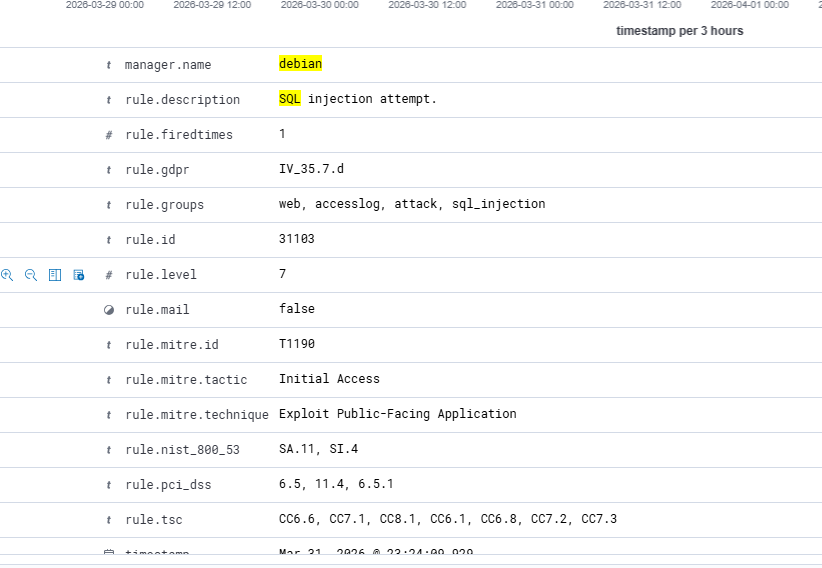 2026-03-29 00:00 2026-03-29 12:00 2026-03-30 00:00 2026-03-30 12:00 2026-03-31 00:00 2026-03-31 12:00 2026-04-01 00:00
timestamp per 3 hours
t manager.name debian
t rule.description SQL injection attempt.
# rule.firedtimes 1
t rule.gdpr IV_35.7.d
t rule.groups web, accesslog, attack, sql_injection
t rule.id 31103
# rule.level 7
rule.mail false
t rule.mitre.id T1190
t rule.mitre.tactic Initial Access
t rule.mitre.technique Exploit Public-Facing Application
t rule.nist_800_53 SA.11, SI.4
t rule.pci_dss 6.5, 11.4, 6.5.1
t rule.tsc CC6.6, CC7.1, CC8.1, CC6.1, CC6.8, CC7.2, CC7.3
timestamp Mar 31, 2026 @ 23:24:09.929